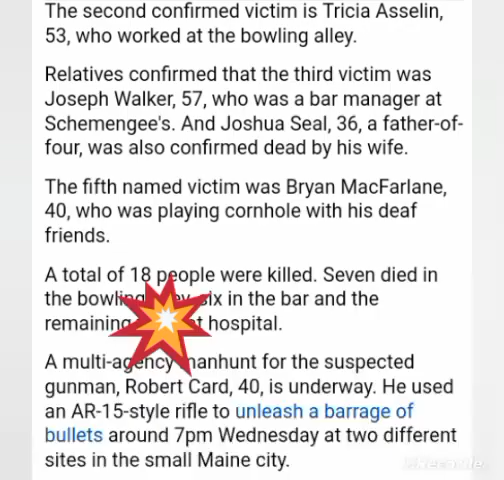 The second confirmed victim is Tricia Asselin,
53, who worked at the bowling alley.
Relatives confirmed that the third victim was
Joseph Walker, 57, who was a bar manager at
Schemengee's. And Joshua Seal, 36, a father-of-
four, was also confirmed dead by his wife.
The fifth named victim was Bryan MacFarlane,
40, who was playing cornhole with his deaf
friends.
A total of 18 people were killed. Seven died in
the bowling six in the bar and the
remaining hospital.
A multi-agency manhunt for the suspected
gunman, Robert Card, 40, is underway. He used
an AR-15-style rifle to unleash a barrage of
bullets around 7pm Wednesday at two different
sites in the small Maine city.